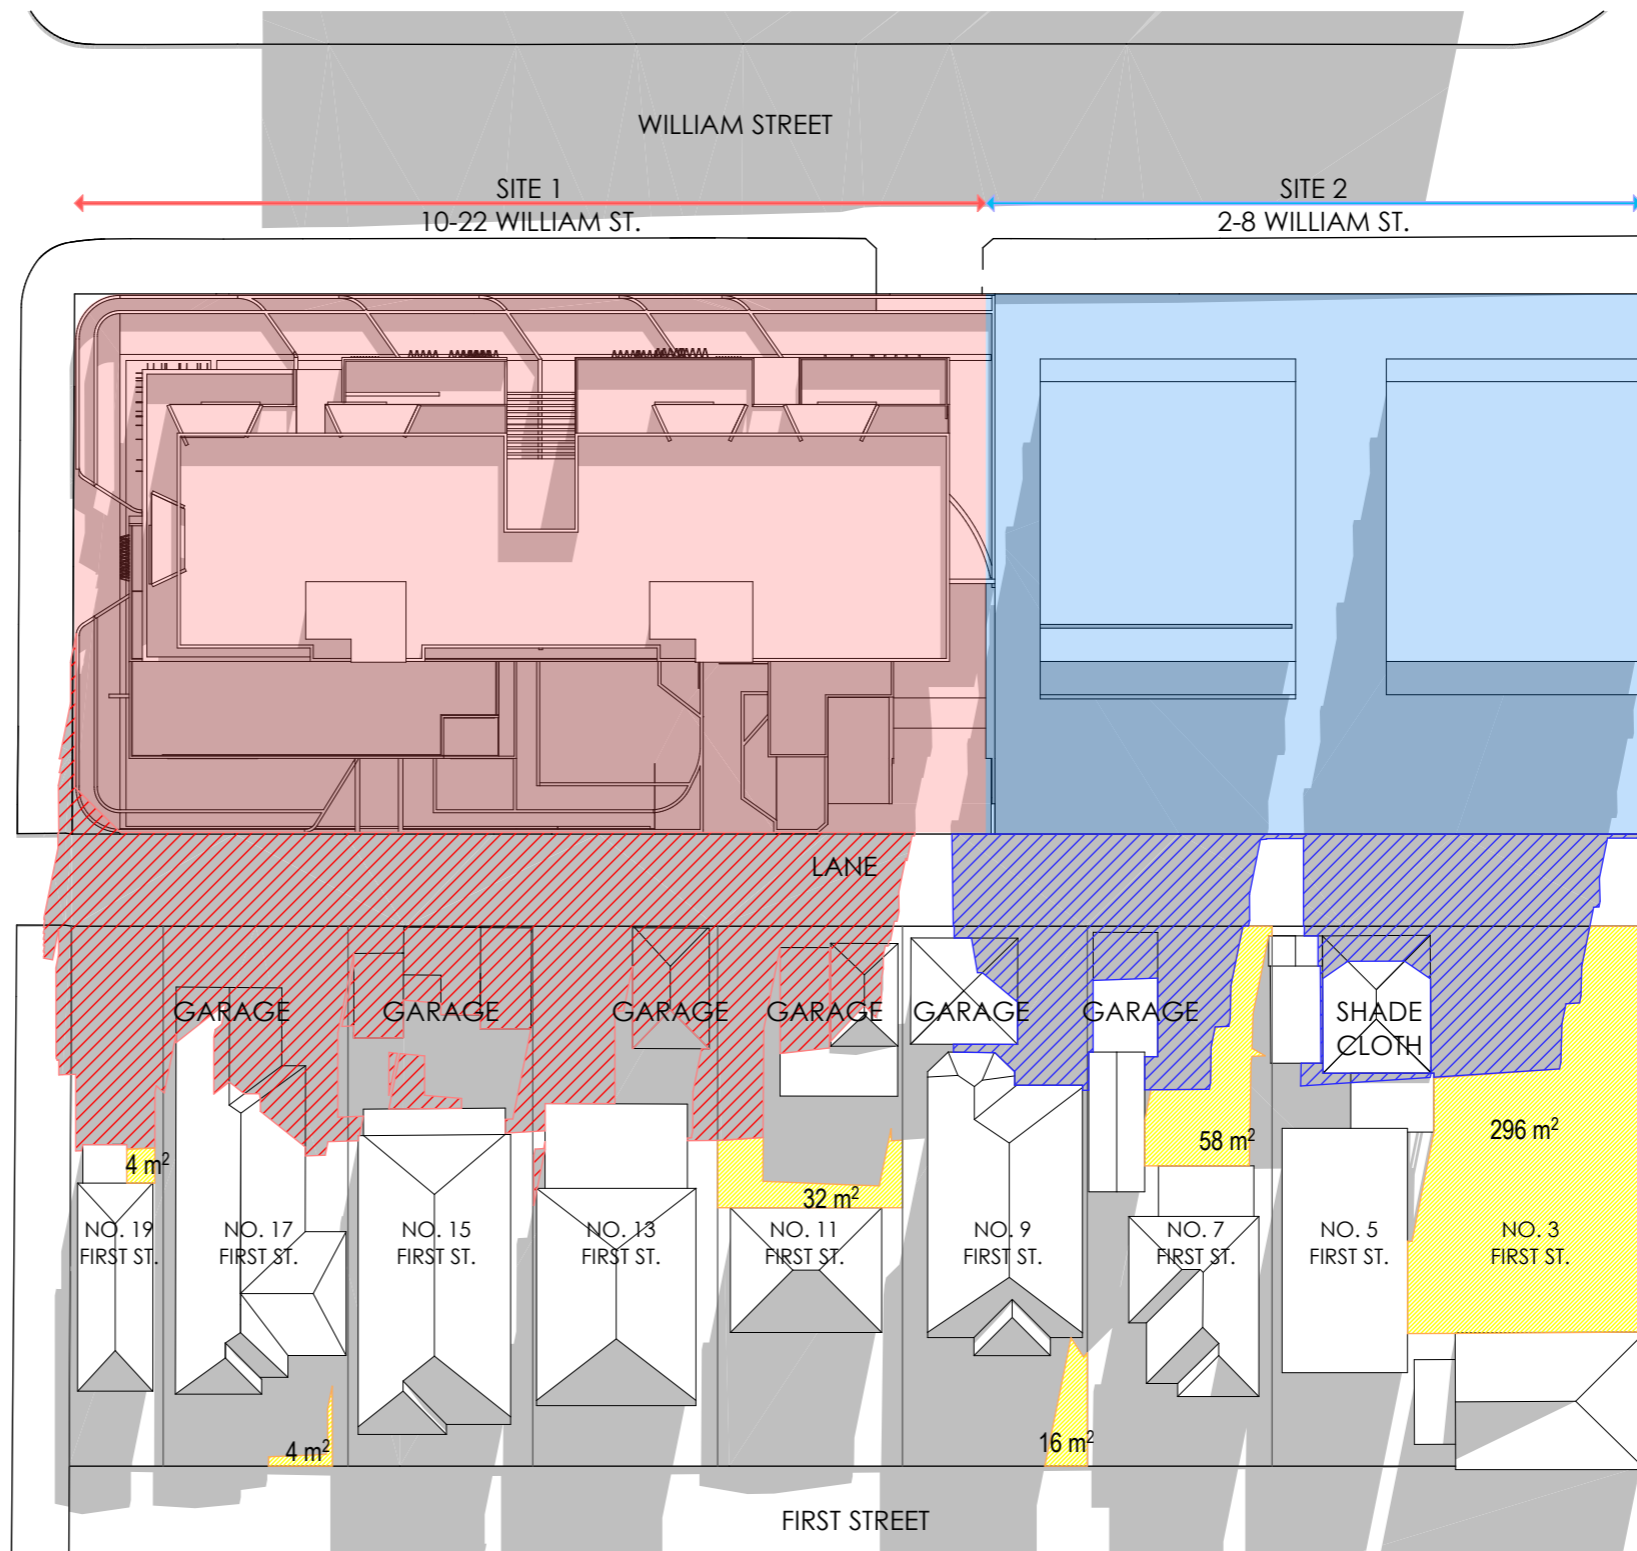 WILLIAM STREET
SITE 1
10-22 WILLIAM ST.
SITE 2
2-8 WILLIAM ST.
LANE
GARAGE
GARAGE
GARAGE
GARAGE
GARAGE
GARAGE
SHADE
CLOTH
4 m²
32 m²
58 m²
296 m²
NO. 19
FIRST ST.
NO. 17
FIRST ST.
NO. 15
FIRST ST.
NO. 13
FIRST ST.
NO. 11
FIRST ST.
NO. 9
FIRST ST.
NO. 7
FIRST ST.
NO. 5
FIRST ST.
NO. 3
FIRST ST.
4 m²
16 m²
FIRST STREET